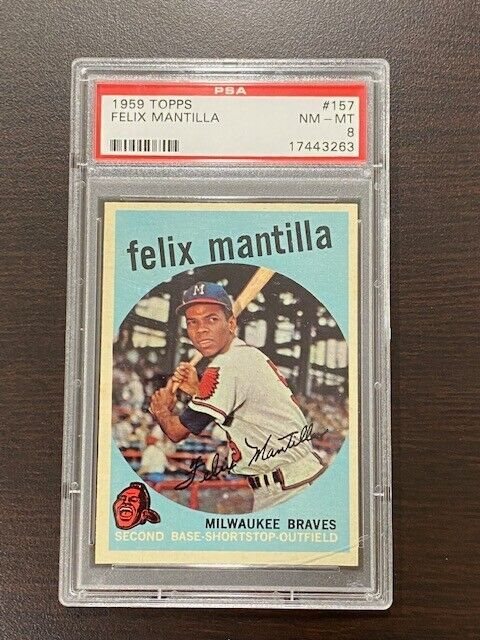 PSA
1959 TOPPS #157
FELIX MANTILLA NM - MT
8
17443263
felix mantilla
M
Felix Mantilla
MILWAUKEE BRAVES
SECOND BASE-SHORTSTOP-OUTFIELD